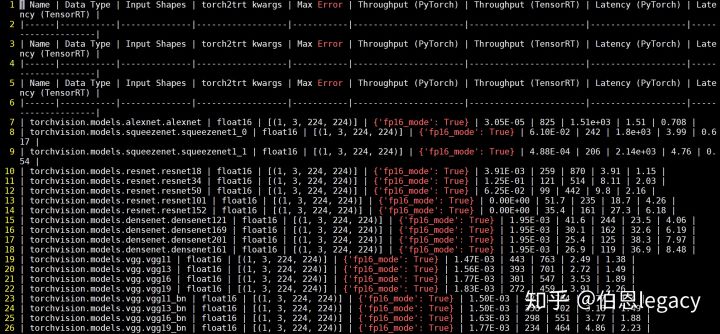 1 | Name | Data Type | Input Shapes | torch2trt kwargs | Max Error | Throughput (PyTorch) | Throughput (TensorRT) | Latency (PyTorch) | Late
ncy (TensorRT) |
2 |------|-----------|--------------|------------------|-----------|----------------------|-----------------------|-------------------|-----
---------------|
3 | Name | Data Type | Input Shapes | torch2trt kwargs | Max Error | Throughput (PyTorch) | Throughput (TensorRT) | Latency (PyTorch) | Late
ncy (TensorRT) |
4 |------|-----------|--------------|------------------|-----------|----------------------|-----------------------|-------------------|-----
---------------|
5 | Name | Data Type | Input Shapes | torch2trt kwargs | Max Error | Throughput (PyTorch) | Throughput (TensorRT) | Latency (PyTorch) | Late
ncy (TensorRT) |
6 |------|-----------|--------------|------------------|-----------|----------------------|-----------------------|-------------------|-----
---------------|
7 | torchvision.models.alexnet.alexnet | float16 | [(1, 3, 224, 224)] | {'fp16_mode': True} | 3.05E-05 | 825 | 1.51e+03 | 1.51 | 0.708 |
8 | torchvision.models.squeezenet.squeezenet1_0 | float16 | [(1, 3, 224, 224)] | {'fp16_mode': True} | 6.10E-02 | 242 | 1.8e+03 | 3.99 | 0.6
17 |
9 | torchvision.models.squeezenet.squeezenet1_1 | float16 | [(1, 3, 224, 224)] | {'fp16_mode': True} | 4.88E-04 | 206 | 2.14e+03 | 4.76 | 0.5
54 |
10 | torchvision.models.resnet.resnet18 | float16 | [(1, 3, 224, 224)] | {'fp16_mode': True} | 3.91E-03 | 259 | 870 | 3.91 | 1.15 |
11 | torchvision.models.resnet.resnet34 | float16 | [(1, 3, 224, 224)] | {'fp16_mode': True} | 1.25E-01 | 121 | 514 | 8.11 | 2.03 |
12 | torchvision.models.resnet.resnet50 | float16 | [(1, 3, 224, 224)] | {'fp16_mode': True} | 6.25E-02 | 99 | 442 | 9.8 | 2.16 |
13 | torchvision.models.resnet.resnet101 | float16 | [(1, 3, 224, 224)] | {'fp16_mode': True} | 0.00E+00 | 51.7 | 235 | 18.7 | 4.26 |
14 | torchvision.models.resnet.resnet152 | float16 | [(1, 3, 224, 224)] | {'fp16_mode': True} | 0.00E+00 | 35.4 | 161 | 27.3 | 6.18 |
15 | torchvision.models.densenet.densenet121 | float16 | [(1, 3, 224, 224)] | {'fp16_mode': True} | 1.95E-03 | 41.6 | 244 | 23.5 | 4.06 |
16 | torchvision.models.densenet.densenet169 | float16 | [(1, 3, 224, 224)] | {'fp16_mode': True} | 1.95E-03 | 30.1 | 162 | 32.6 | 6.19 |
17 | torchvision.models.densenet.densenet201 | float16 | [(1, 3, 224, 224)] | {'fp16_mode': True} | 1.95E-03 | 25.4 | 125 | 38.3 | 7.97 |
18 | torchvision.models.densenet.densenet161 | float16 | [(1, 3, 224, 224)] | {'fp16_mode': True} | 1.95E-03 | 26.9 | 119 | 36.9 | 8.48 |
19 | torchvision.models.vgg.vgg11 | float16 | [(1, 3, 224, 224)] | {'fp16_mode': True} | 1.47E-03 | 443 | 763 | 2.49 | 1.38 |
20 | torchvision.models.vgg.vgg13 | float16 | [(1, 3, 224, 224)] | {'fp16_mode': True} | 1.56E-03 | 393 | 701 | 2.72 | 1.49 |
21 | torchvision.models.vgg.vgg16 | float16 | [(1, 3, 224, 224)] | {'fp16_mode': True} | 1.77E-03 | 301 | 547 | 3.53 | 1.89 |
22 | torchvision.models.vgg.vgg19 | float16 | [(1, 3, 224, 224)] | {'fp16_mode': True} | 1.83E-03 |
23 | torchvision.models.vgg.vgg11_bn | float16 | [(1, 3, 224, 224)] | {'fp16_mode': True} | 1.50E-03 |
24 | torchvision.models.vgg.vgg13_bn | float16 | [(1, 3, 224, 224)] | {'fp16_mode': True} |
25 | torchvision.models.vgg.vgg16_bn | float16 | [(1, 3, 224, 224)] | {'fp16_mode': True} | 1.63E-03 | 298 | 551 | 3.77 | 1.88 |
26 | torchvision.models.vgg.vgg19_bn | float16 | [(1, 3, 224, 224)] | {'fp16_mode': True} | 1.77E-03 | 234 | 464 | 4.86 | 2.23 |
知乎 @伯恩legacy